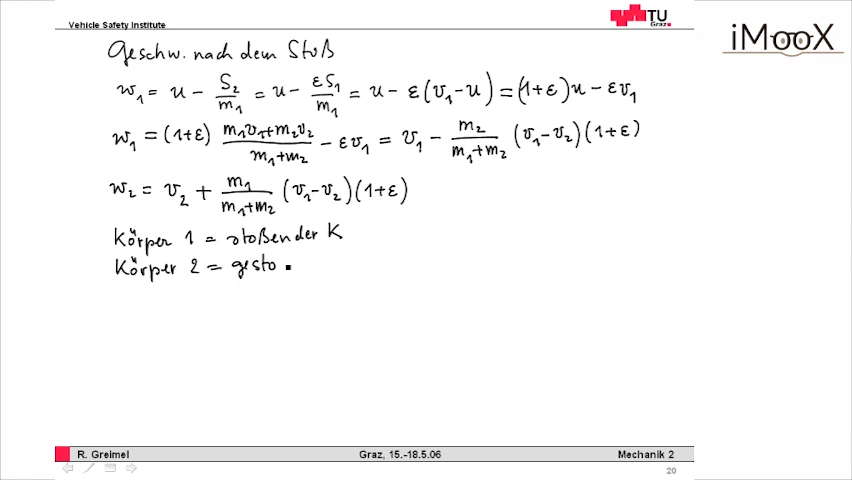 Vehicle Safety Institute
TU
Graz
iMooX
Geschw. nach dem Stoß
w₁ = u - S₂/m₁ = u - εS₁/m₁ = u - ε(v₁-u) = (1+ε)u - εv₁
w₁ = (1+ε) (m₁v₁+m₂v₂)/(m₁+m₂) - εv₁ = v₁ - m₂/(m₁+m₂) (v₁-v₂)(1+ε)
w₂ = v₂ + m₁/(m₁+m₂) (v₁-v₂)(1+ε)
Körper 1 = stoßender K
Körper 2 = gesto
R. Greimel Graz, 15.-18.5.06 Mechanik 2
20